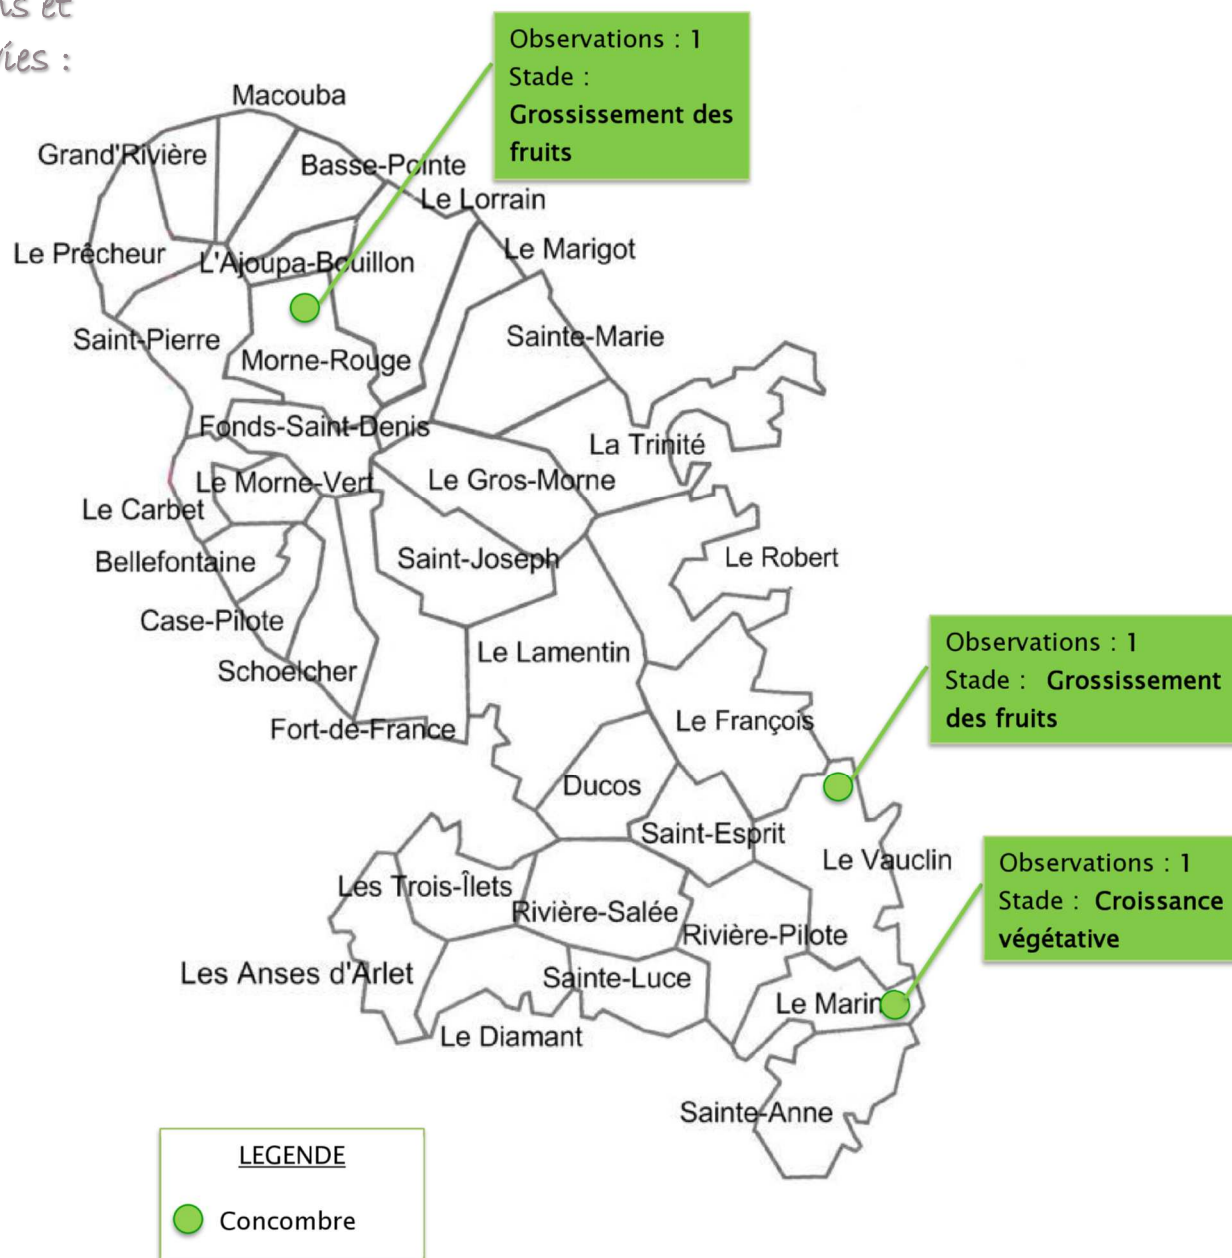 et
:
Observations : 1
Stade :
Grossissement des
fruits
Macouba
Grand'Rivière
Basse-Pointe
Le Lorrain
Le Prêcheur
L'Ajoupa-Bouillon
Le Marigot
Saint-Pierre
Morne-Rouge
Sainte-Marie
Fonds-Saint-Denis
La Trinité
Le Morne-Vert
Le Gros-Morne
Le Carbet
Bellefontaine
Saint-Joseph
Le Robert
Case-Pilote
Schoelcher
Le Lamentin
Observations : 1
Stade : Grossissement
des fruits
Fort-de-France
Le François
Ducos
Saint-Esprit
Le Vauclin
Observations : 1
Stade : Croissance
végétative
Les Trois-Îlets
Rivière-Salée
Rivière-Pilote
Les Anses d'Arlet
Sainte-Luce
Le Marin
Le Diamant
Sainte-Anne
LEGENDE
Concombre